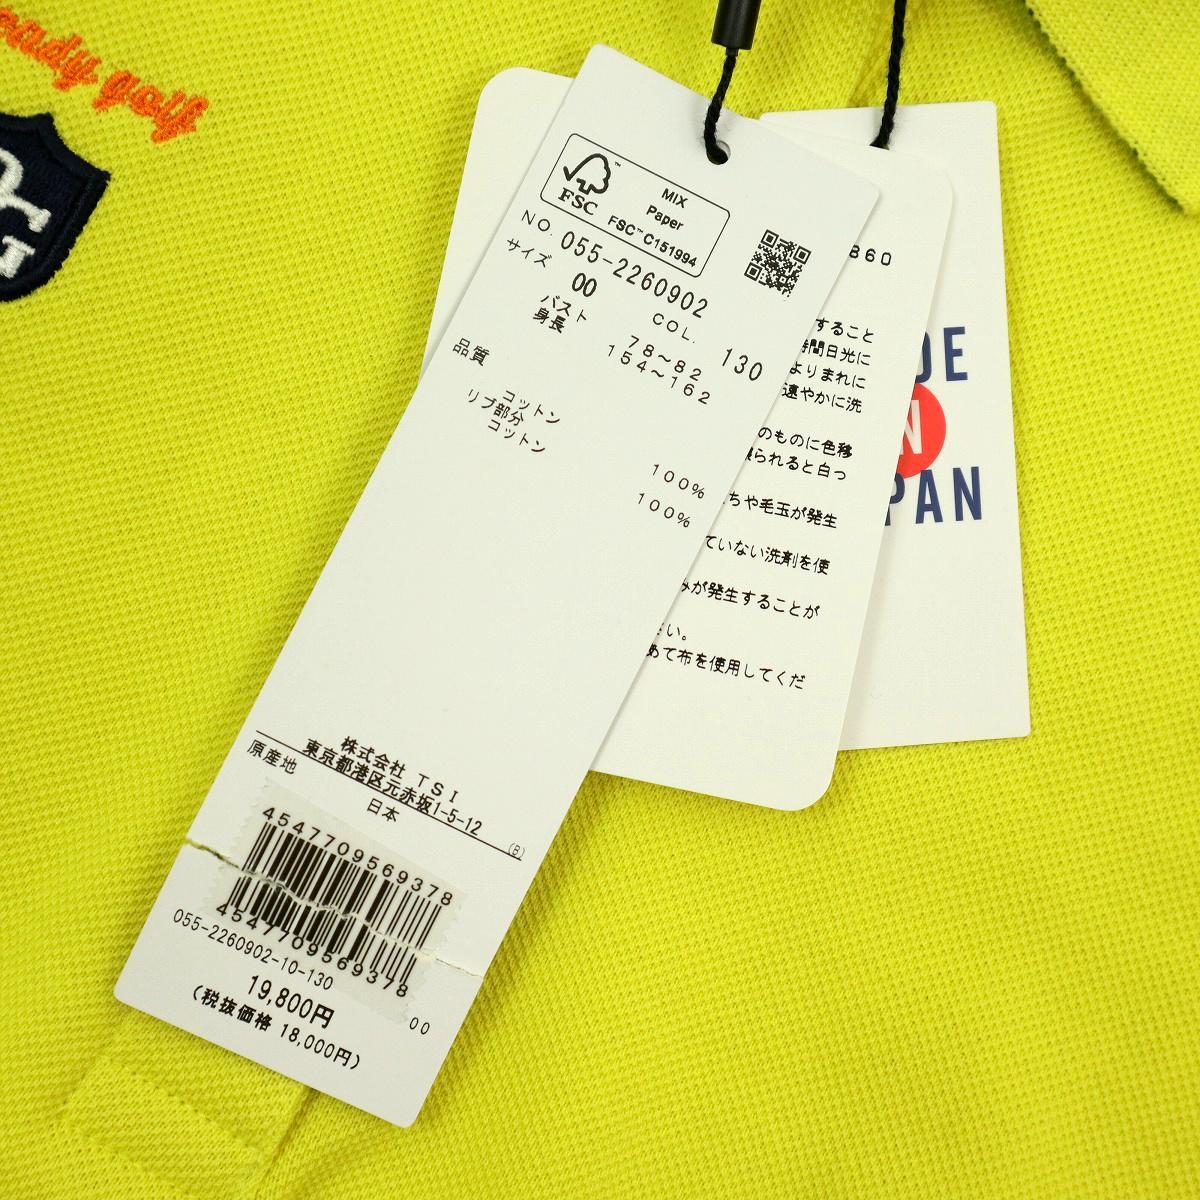 eady golf
G
FSC
MIX
Paper
FSC™ C151994
NO. 055-2260902
サイズ 00 COL. 130
バスト 78～82
身長 154～162
品質
コットン 100%
リブ部分
コットン 100%
株式会社 TSI
東京都港区元赤坂1-5-12
(B)
原産地 日本
4547709569378
4547709569378
055-2260902-10-130 00
19,800円
(税抜価格 18,000円)
860
すること
時間日光に
よりまれに
速やかに洗
のものに色移
られると白っ
ちや毛玉が発生
ていない洗剤を使
みが発生することが
さい。
めて布を使用してくだ
DE
N
PAN